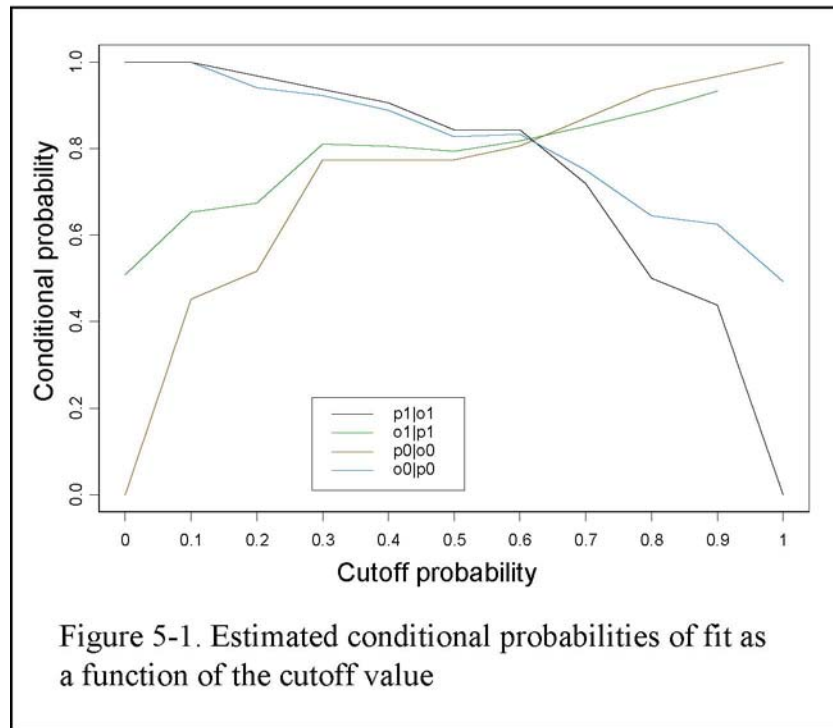 Conditional probability
1.0
0.8
0.6
0.4
0.2
0.0
p1|o1
o1|p1
p0|o0
o0|p0
0 0.1 0.2 0.3 0.4 0.5 0.6 0.7 0.8 0.9 1
Cutoff probability
Figure 5-1. Estimated conditional probabilities of fit as
a function of the cutoff value